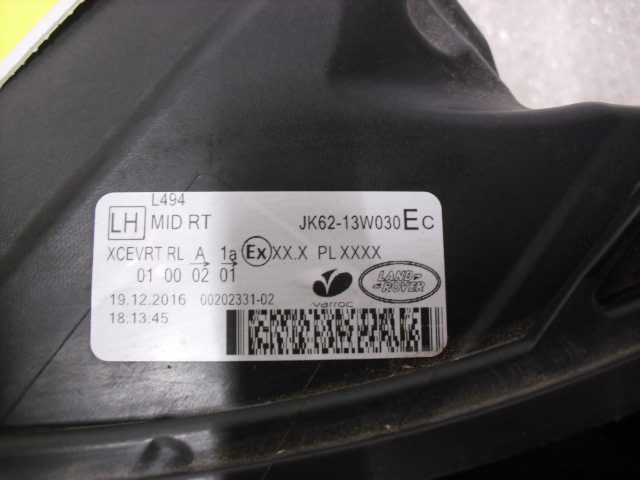 L494
LH MID RT JK62-13W030EC
XCEVRT RL A 1a Ex XX.X PL XXXX
01 00 02 01
varroc
LAND ROVER
19.12.2016 00202331-02
18:13:45